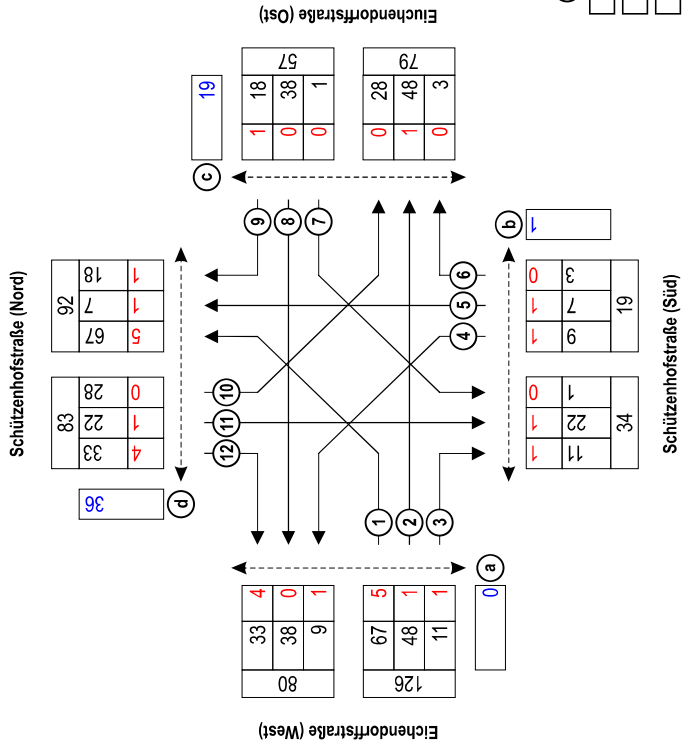 Eiuchendorffstraße (Ost)
57
18 38 1
1 0 0
79
28 48 3
0 1 0
19
c
9 8 7
Schützenhofstraße (Nord)
92
18 7 67
1 1 5
83
28 22 33
0 1 4
36
d
10
11
12
b
1
6
5
4
0 1 1
3 7 9
19
0 1 1
1 22 11
34
Schützenhofstraße (Süd)
1 2 3
a
0
4 0 1
33 38 9
80
5 1 1
67 48 11
126
Eichendorffstraße (West)